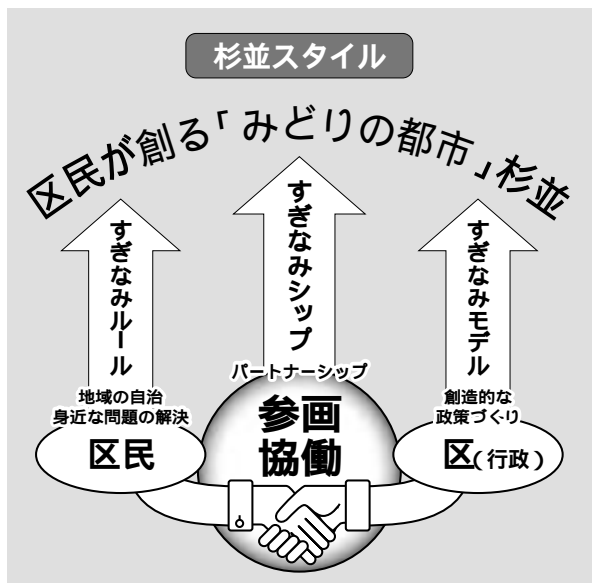 杉並スタイル
区民が創る「みどりの都市」杉並
すぎなみルール
すぎなみシップ
すぎなみモデル
パートナーシップ
地域の自治
身近な問題の解決
区民
参画
協働
創造的な
政策づくり
区(行政)